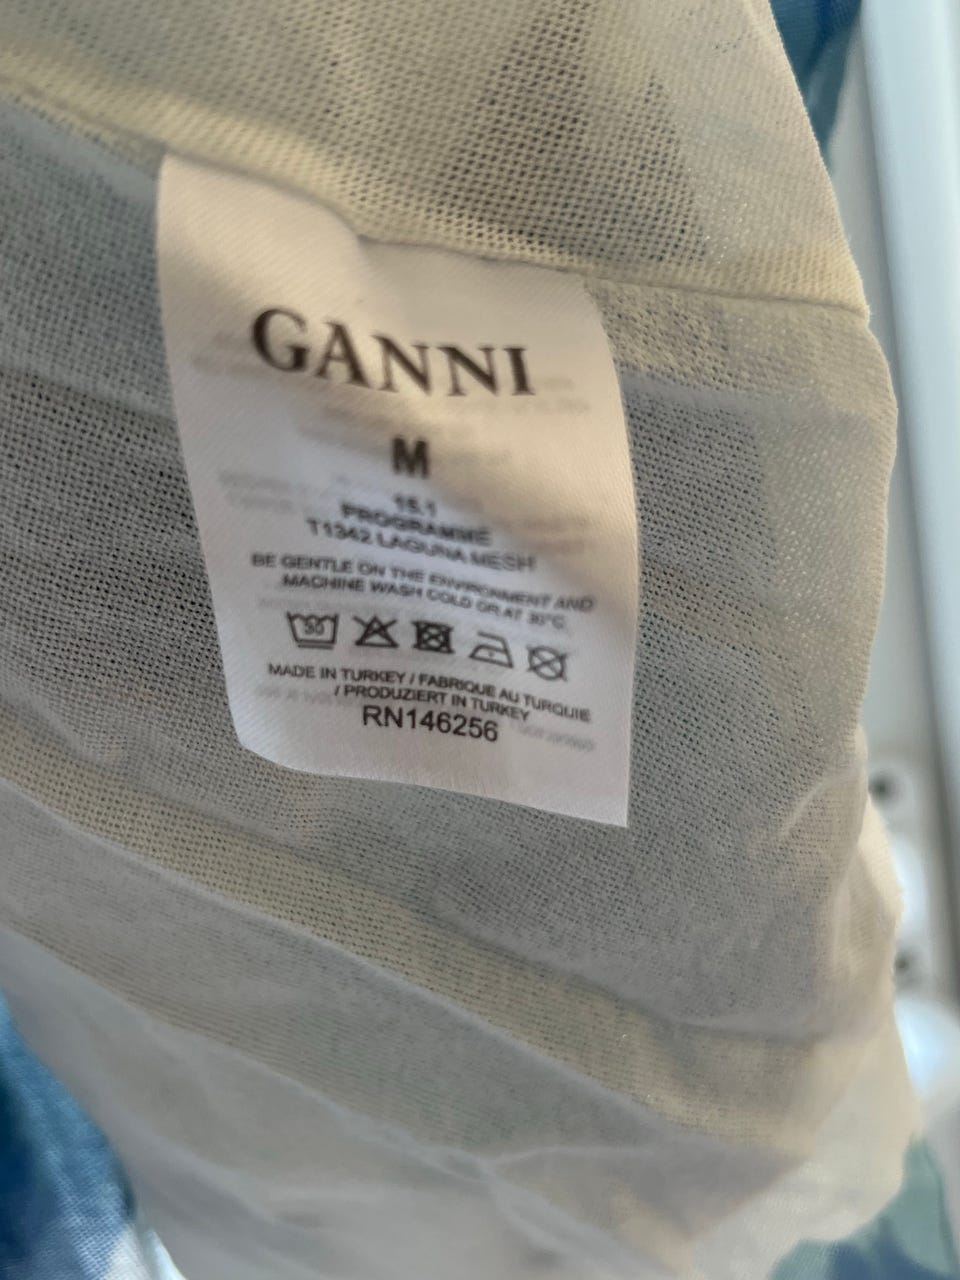 GANNI
M
15.1
PROGRAMME
T1342 LAGUNA MESH
BE GENTLE ON THE ENVIRONMENT AND
MACHINE WASH COLD OR AT 30°C.
30
MADE IN TURKEY / FABRIQUE AU TURQUIE
/ PRODUZIERT IN TURKEY
RN146256